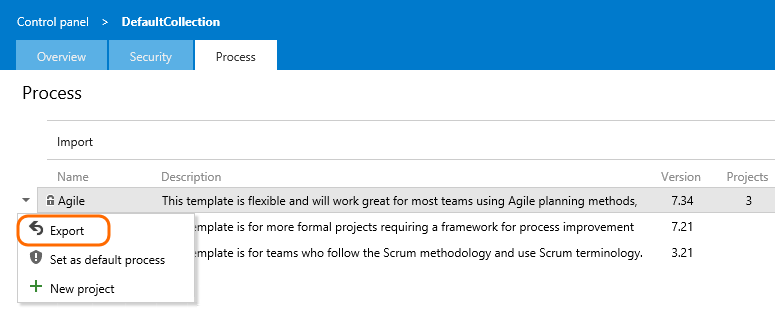 Control panel > DefaultCollection
Overview Security Process
Process
Import
Name Description Version Projects
Agile This template is flexible and will work great for most teams using Agile planning methods, 7.34 3
Export template is for more formal projects requiring a framework for process improvement 7.21
Set as default process template is for teams who follow the Scrum methodology and use Scrum terminology. 3.21
New project